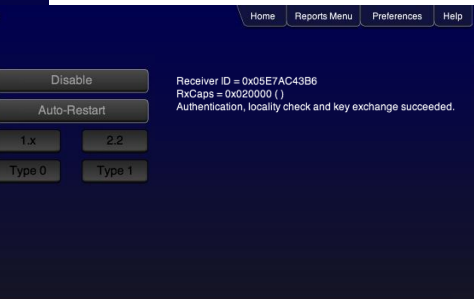 Home Reports Menu Preferences Help
Disable
Auto-Restart
1.x 2.2
Type 0 Type 1
Receiver ID = 0x05E7AC43B6
RxCaps = 0x020000 ( )
Authentication, locality check and key exchange succeeded.